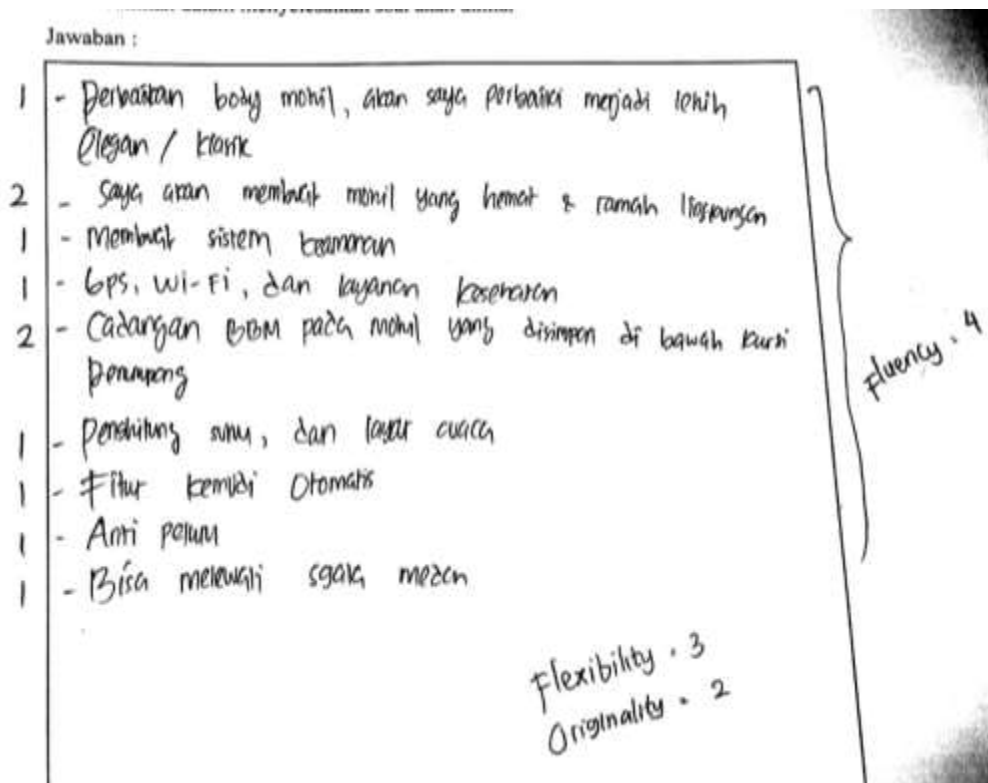 Jawaban :
1 - Perbaikan body mobil, akan saya perbaiki menjadi lebih
elegan / klasik
2 - saya akan membuat mobil yang hemat & ramah lingkungan
1 - Membuat sistem keamanan
1 - Gps, Wi-Fi, dan layanan kesehatan
2 - Cadangan BBM pada mobil yang disimpan di bawah kursi
penumpang
1 - Penghitung suhu, dan layar cuaca
1 - Fitur kemudi Otomatis
1 - Anti peluru
1 - Bisa melewati sgala medan
Fluency : 4
Flexibility : 3
Originality : 2